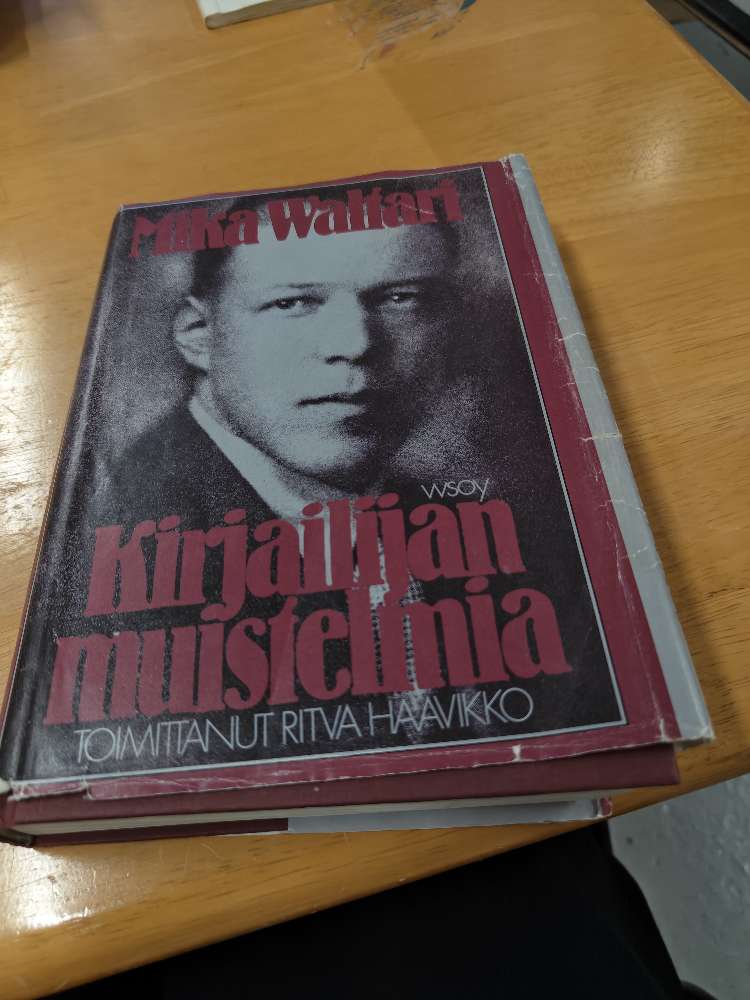 Mika Waltari
WSOY
Kirjailijan
muistelmia
TOIMITTANUT RITVA HAAVIKKO